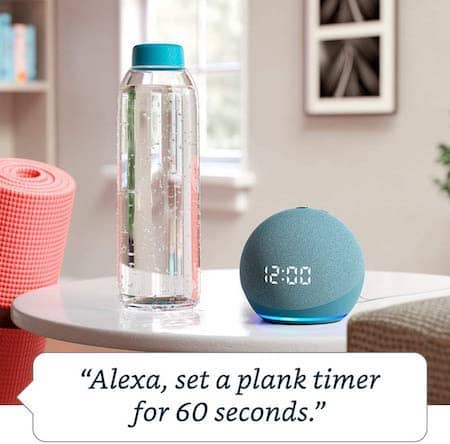 12:00
“Alexa, set a plank timer
for 60 seconds.”